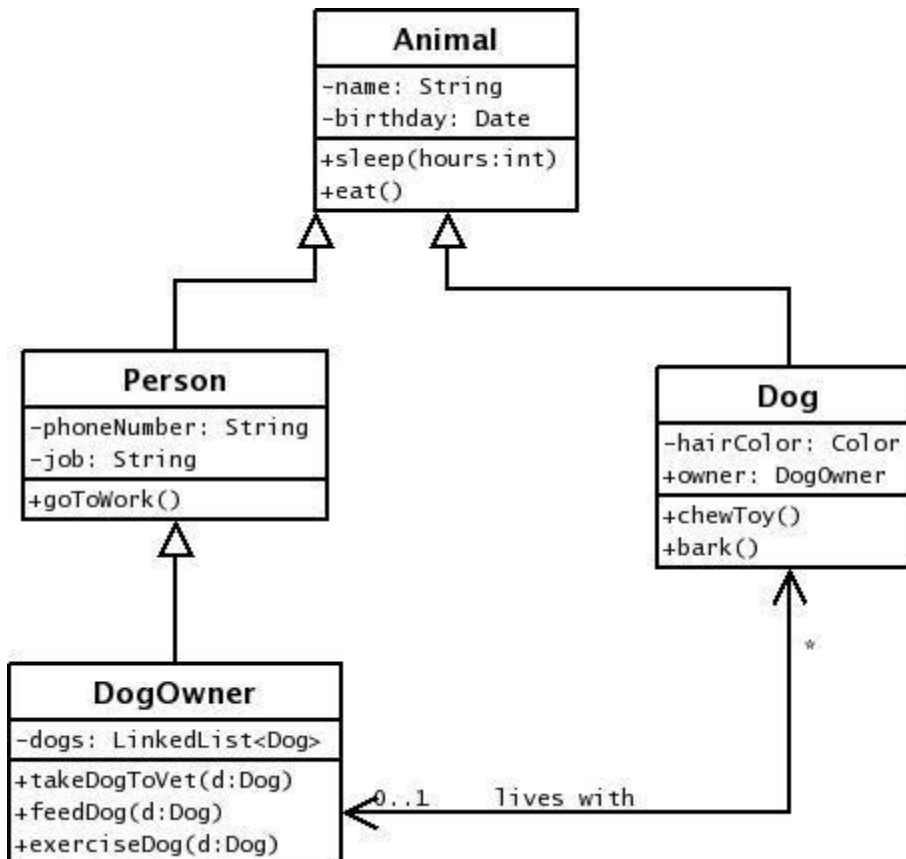 Animal
-name: String
-birthday: Date
+sleep(hours:int)
+eat()
Person
-phoneNumber: String
-job: String
+goToWork()
Dog
-hairColor: Color
+owner: DogOwner
+chewToy()
+bark()
*
DogOwner
-dogs: LinkedList<Dog>
+takeDogToVet(d:Dog)
+feedDog(d:Dog)
+exerciseDog(d:Dog)
0..1 lives with